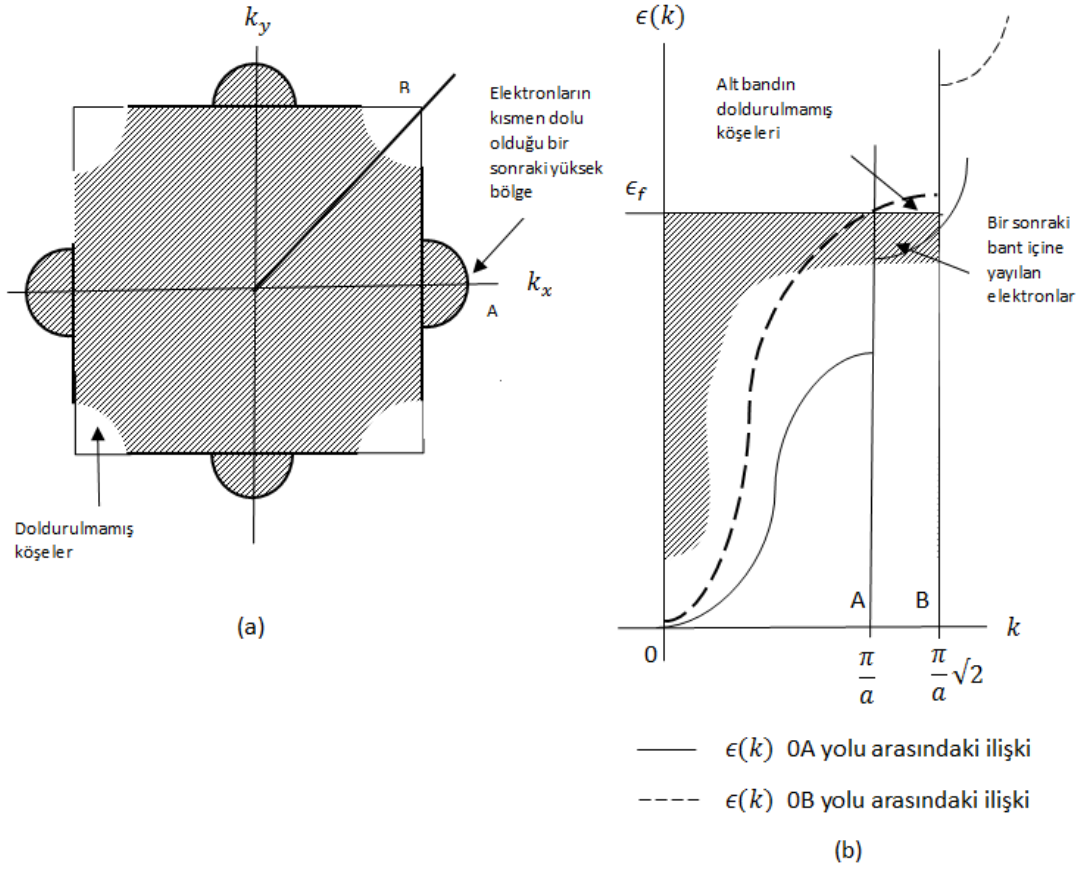 k_y
B
Elektronların
kısmen dolu
olduğu bir
sonraki yüksek
bölge
k_x
A
Doldurulmamış
köşeler
(a)
ϵ(k)
Alt bandın
doldurulmamış
köşeleri
ϵ_f
Bir sonraki
bant içine
yayılan
elektronlar
A
B
k
0
π/a
π/a √2
ϵ(k) 0A yolu arasındaki ilişki
ϵ(k) 0B yolu arasındaki ilişki
(b)